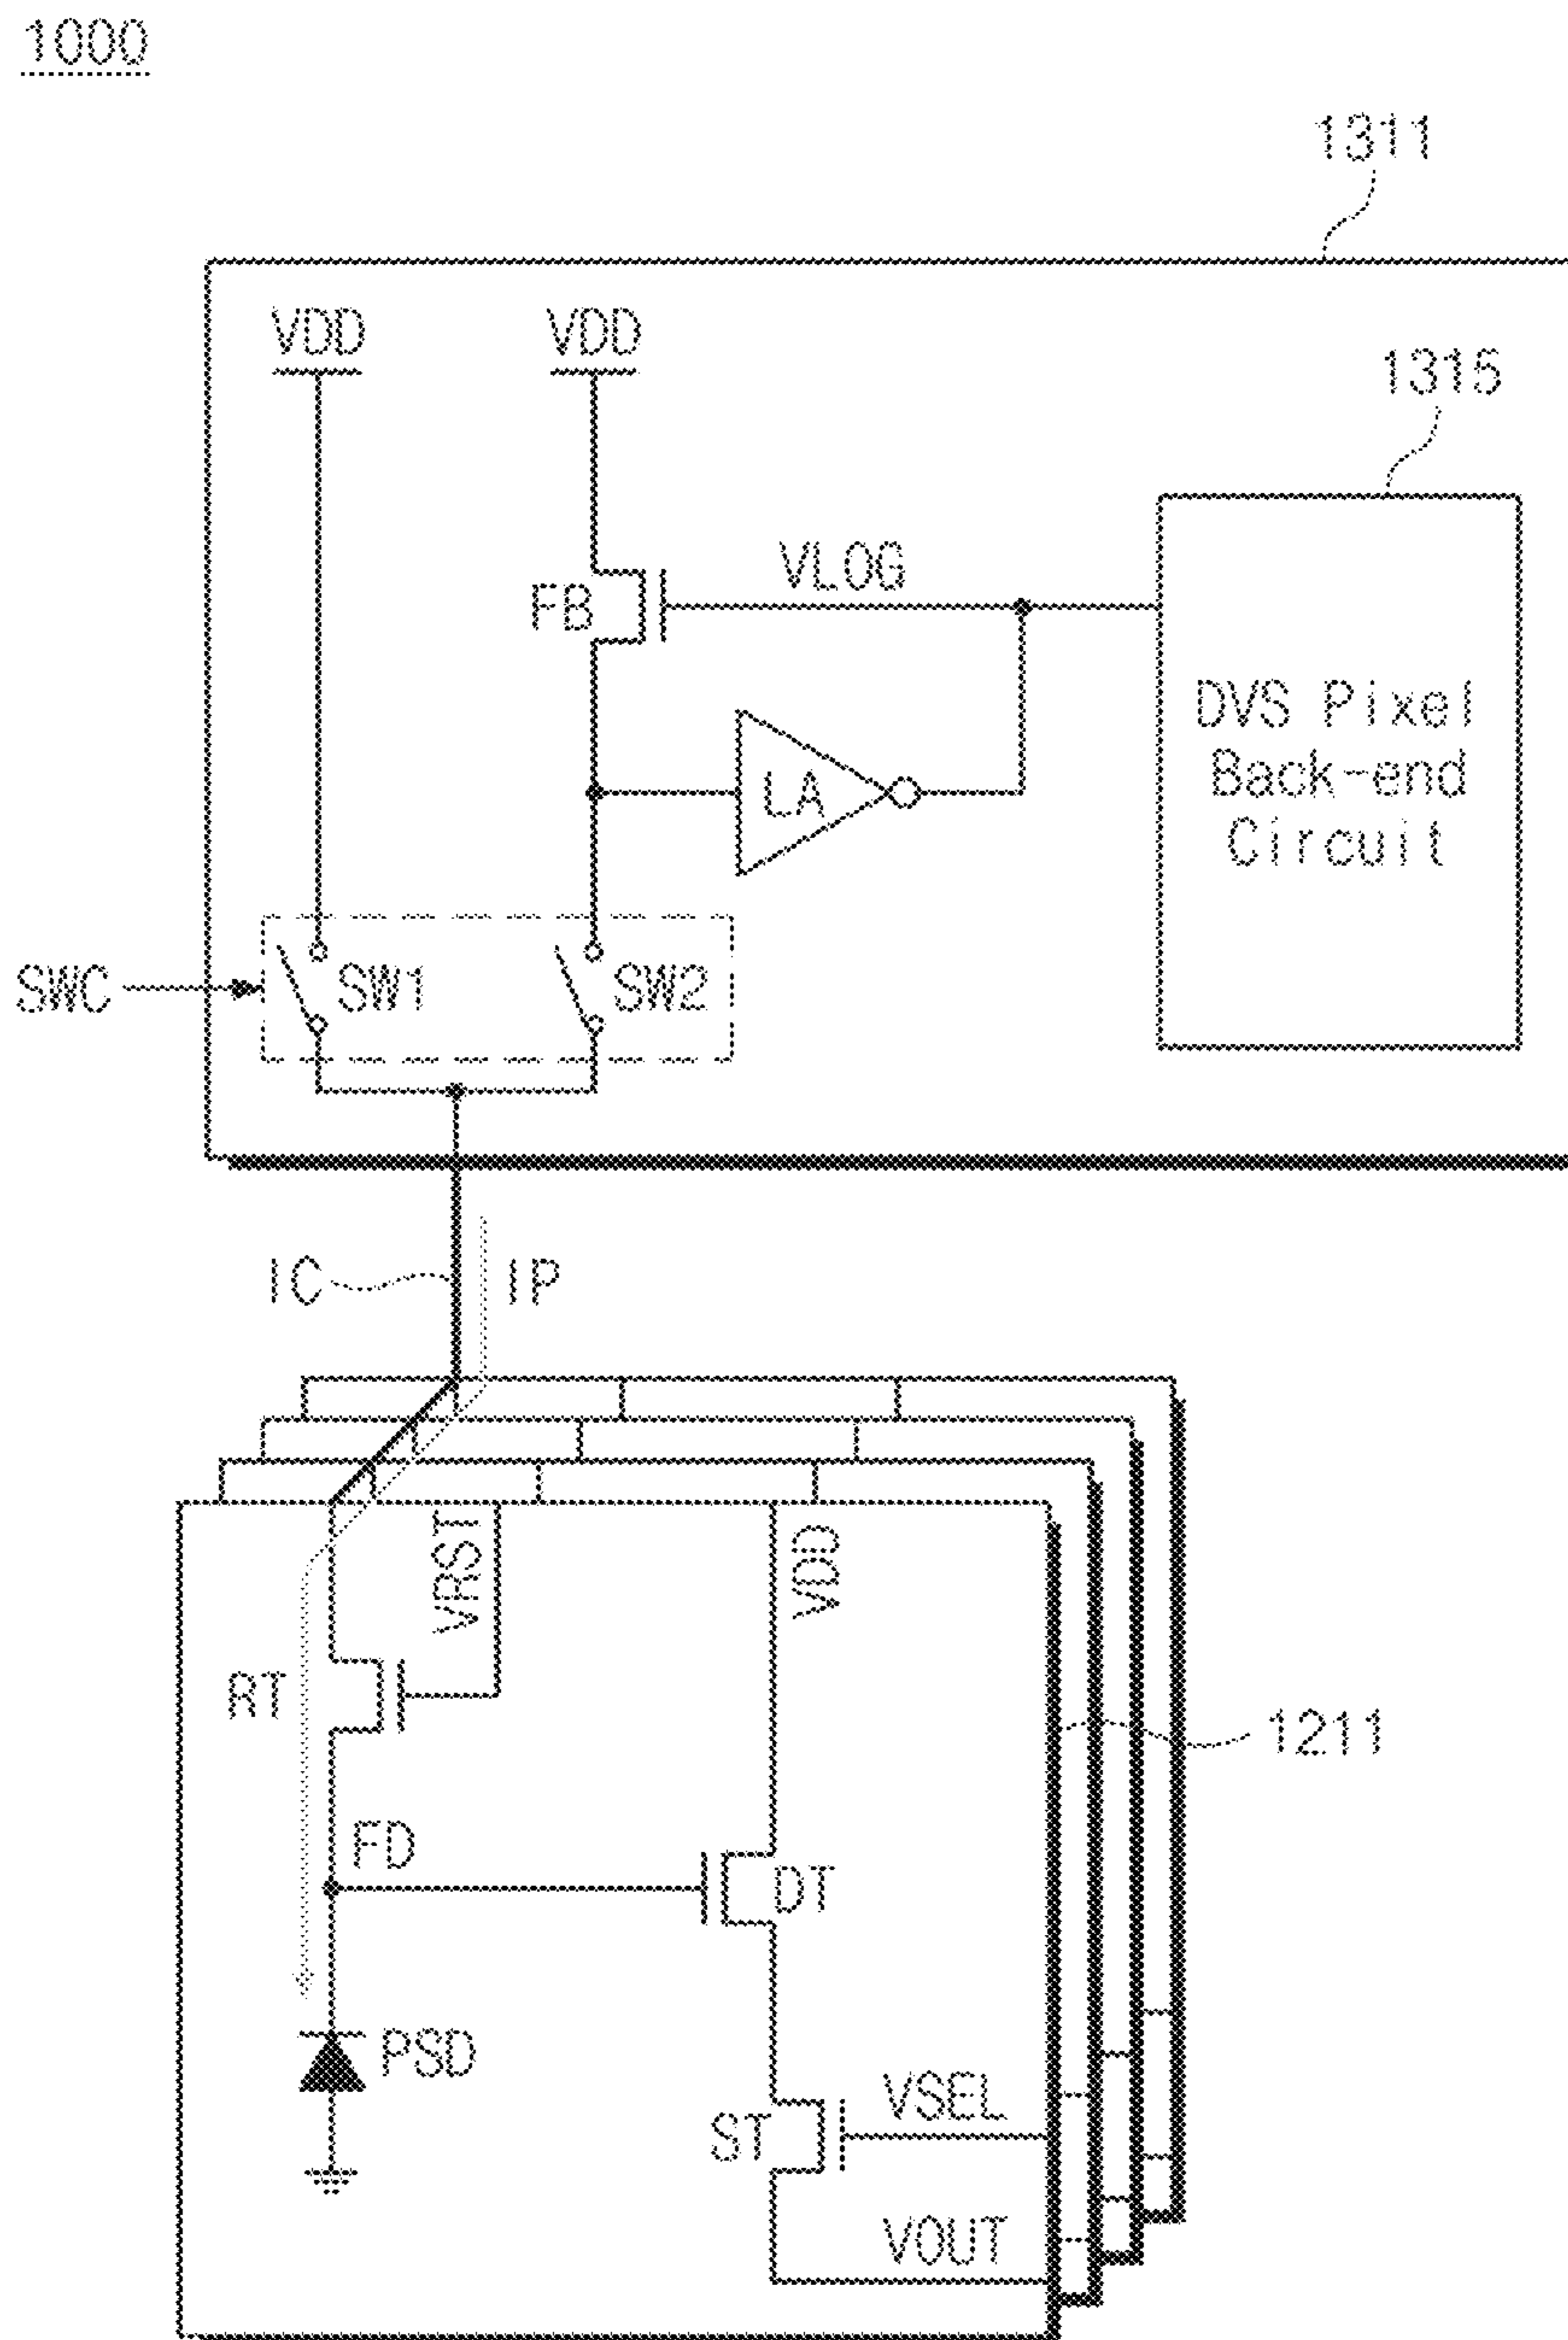 1000
1311
VDD VDD
1315
VLOG
FB
DVS Pixel
Back-end
Circuit
LA
SWC
SW1 SW2
IC IP
VRST
VDD
RT
1211
FD
DT
PSD
VSEL
ST
VOUT